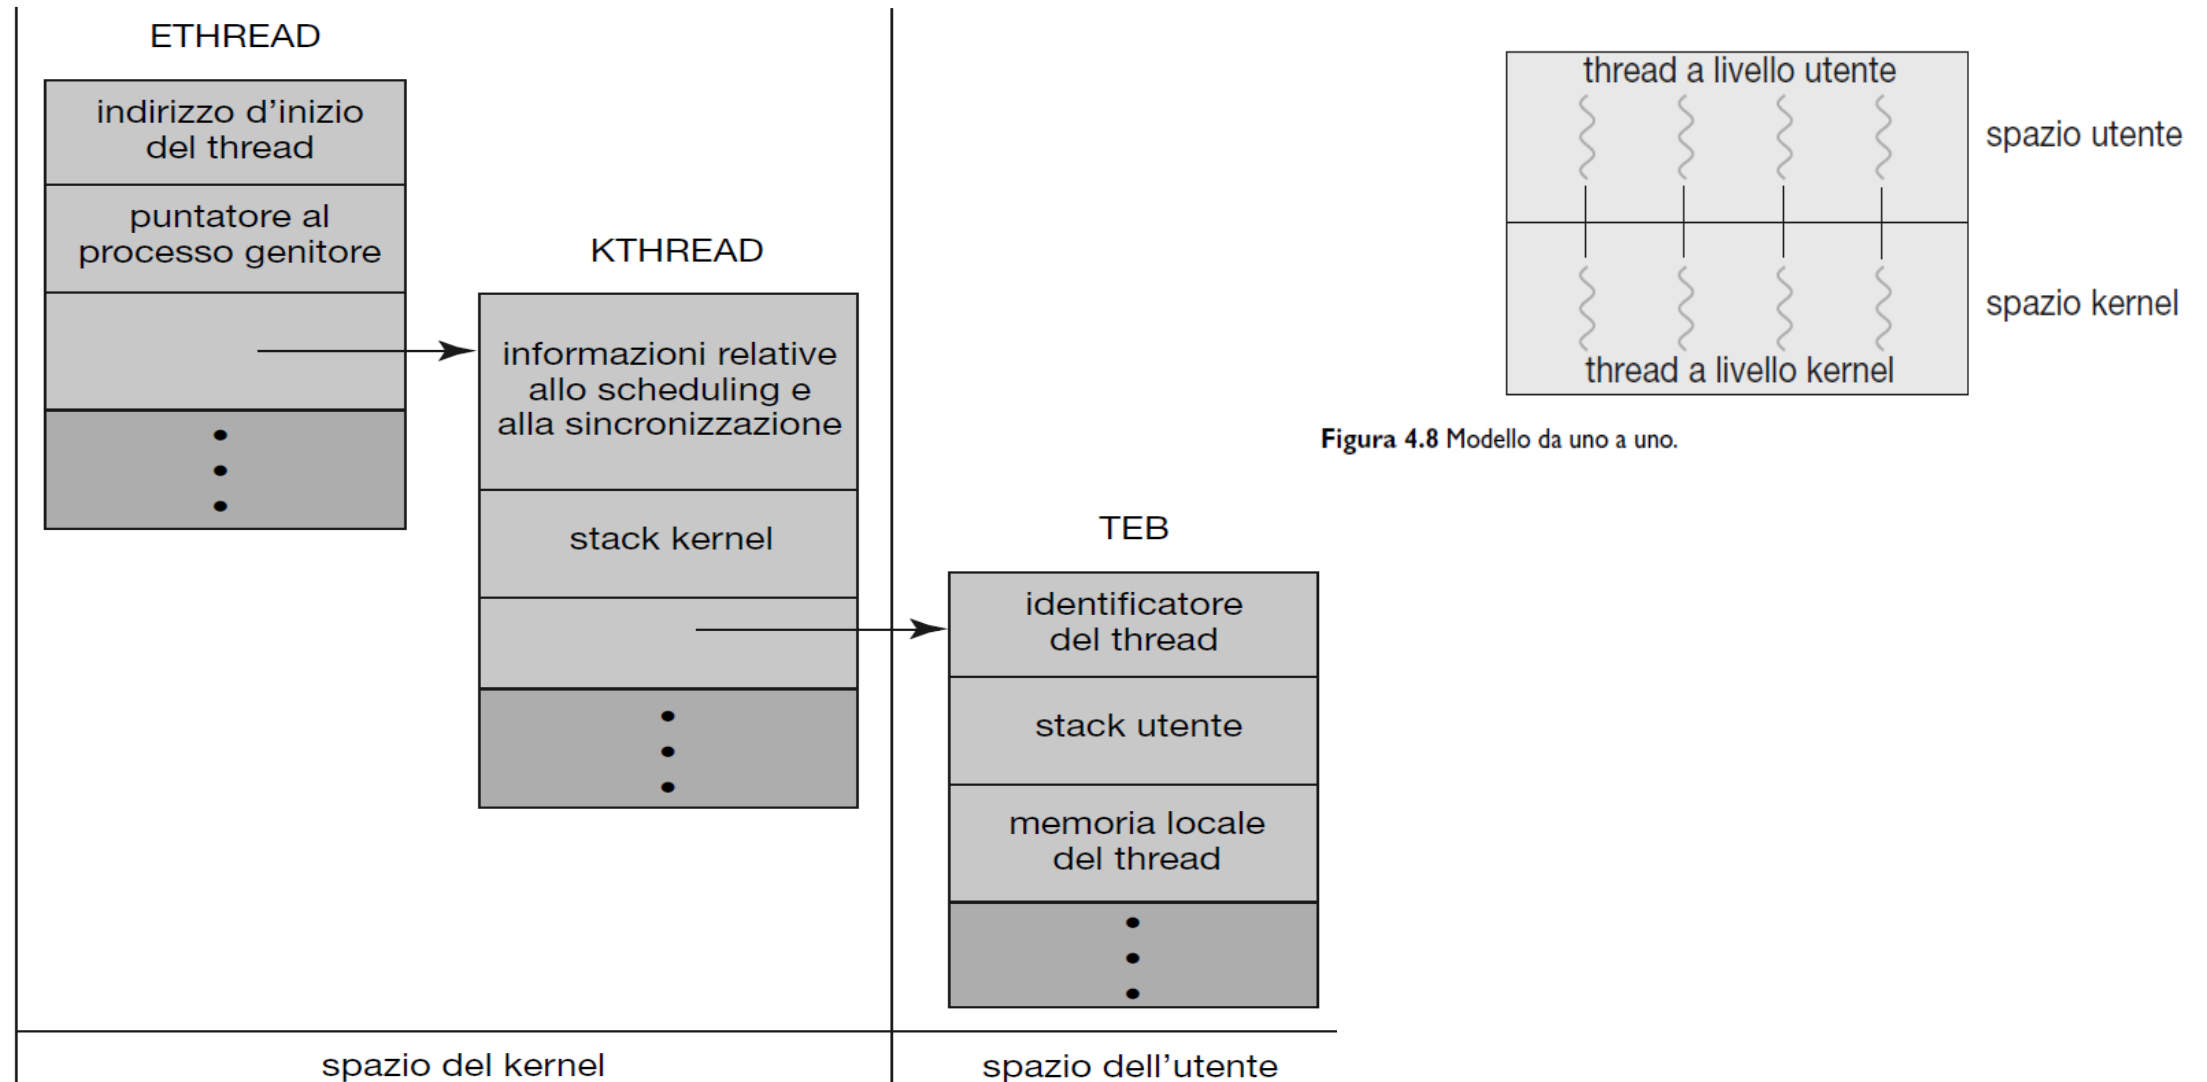 ETHREAD
indirizzo d'inizio
del thread
puntatore al
processo genitore
KTHREAD
informazioni relative
allo scheduling e
alla sincronizzazione
stack kernel
TEB
identificatore
del thread
stack utente
memoria locale
del thread
spazio del kernel
spazio dell'utente
thread a livello utente
spazio utente
spazio kernel
thread a livello kernel
Figura 4.8 Modello da uno a uno.